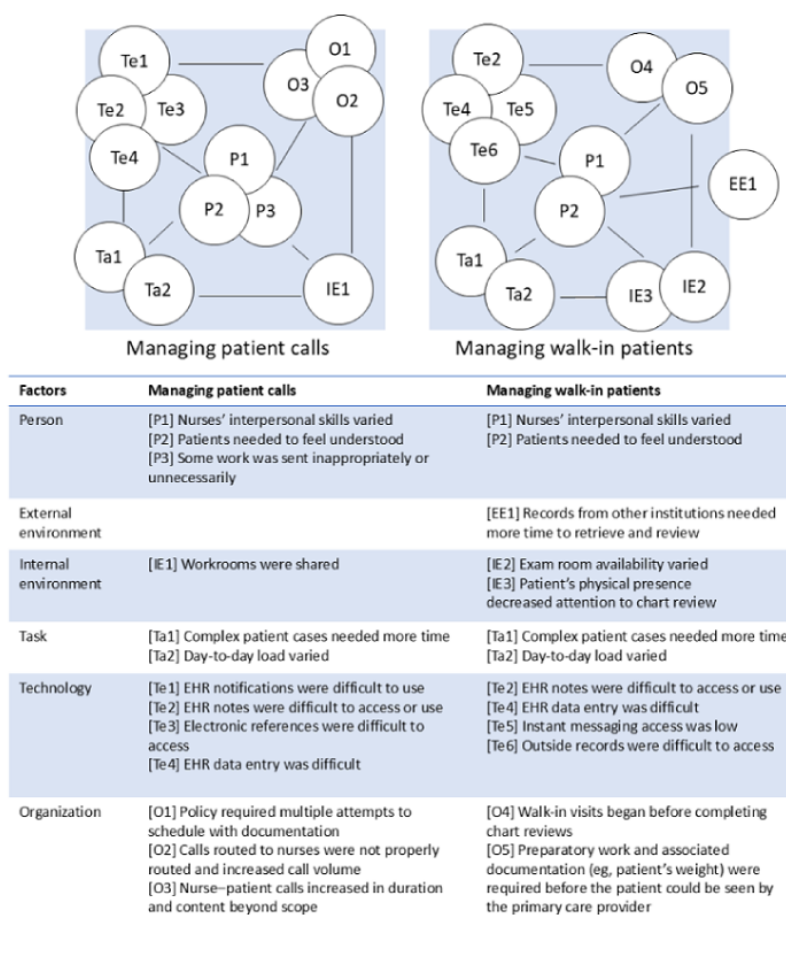 Te1
O1
O3
O2
Te2
Te3
Te4
P1
P2
P3
Ta1
Ta2
IE1
Te2
O4
O5
Te4
Te5
Te6
P1
EE1
P2
Ta1
Ta2
IE3
IE2
Managing patient calls
Managing walk-in patients
Factors Managing patient calls Managing walk-in patients
Person [P1] Nurses' interpersonal skills varied [P1] Nurses' interpersonal skills varied
[P2] Patients needed to feel understood [P2] Patients needed to feel understood
[P3] Some work was sent inappropriately or
unnecessarily
External [EE1] Records from other institutions needed
environment more time to retrieve and review
Internal [IE1] Workrooms were shared [IE2] Exam room availability varied
environment [IE3] Patient's physical presence
decreased attention to chart review
Task [Ta1] Complex patient cases needed more time [Ta1] Complex patient cases needed more time
[Ta2] Day-to-day load varied [Ta2] Day-to-day load varied
Technology [Te1] EHR notifications were difficult to use [Te2] EHR notes were difficult to access or use
[Te2] EHR notes were difficult to access or use [Te4] EHR data entry was difficult
[Te3] Electronic references were difficult to [Te5] Instant messaging access was low
access [Te6] Outside records were difficult to access
[Te4] EHR data entry was difficult
Organization [O1] Policy required multiple attempts to [O4] Walk-in visits began before completing
schedule with documentation chart reviews
[O2] Calls routed to nurses were not properly [O5] Preparatory work and associated
routed and increased call volume documentation (eg, patient's weight) were
[O3] Nurse–patient calls increased in duration required before the patient could be seen by
and content beyond scope the primary care provider